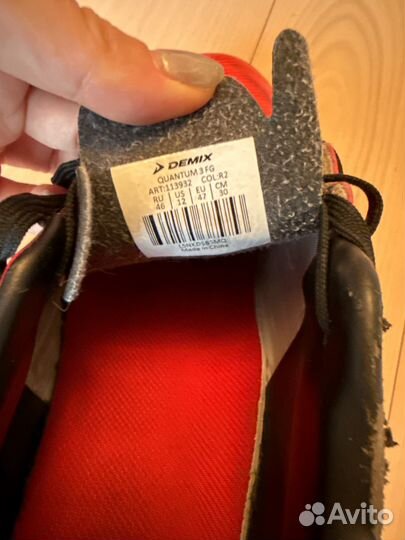 DEMIX
QUANTUM 3 FG
ART:113932 COL:R2
RU US EU CM
46 12 47 30
Made in China
Avito